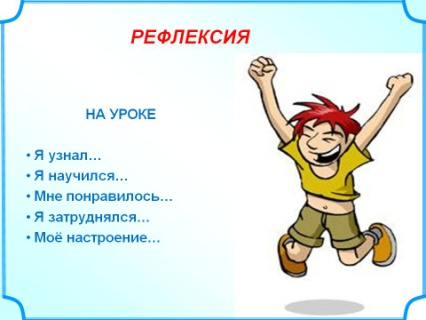 РЕФЛЕКСИЯ
НА УРОКЕ
• Я узнал…
• Я научился…
• Мне понравилось…
• Я затруднялся…
• Моё настроение…